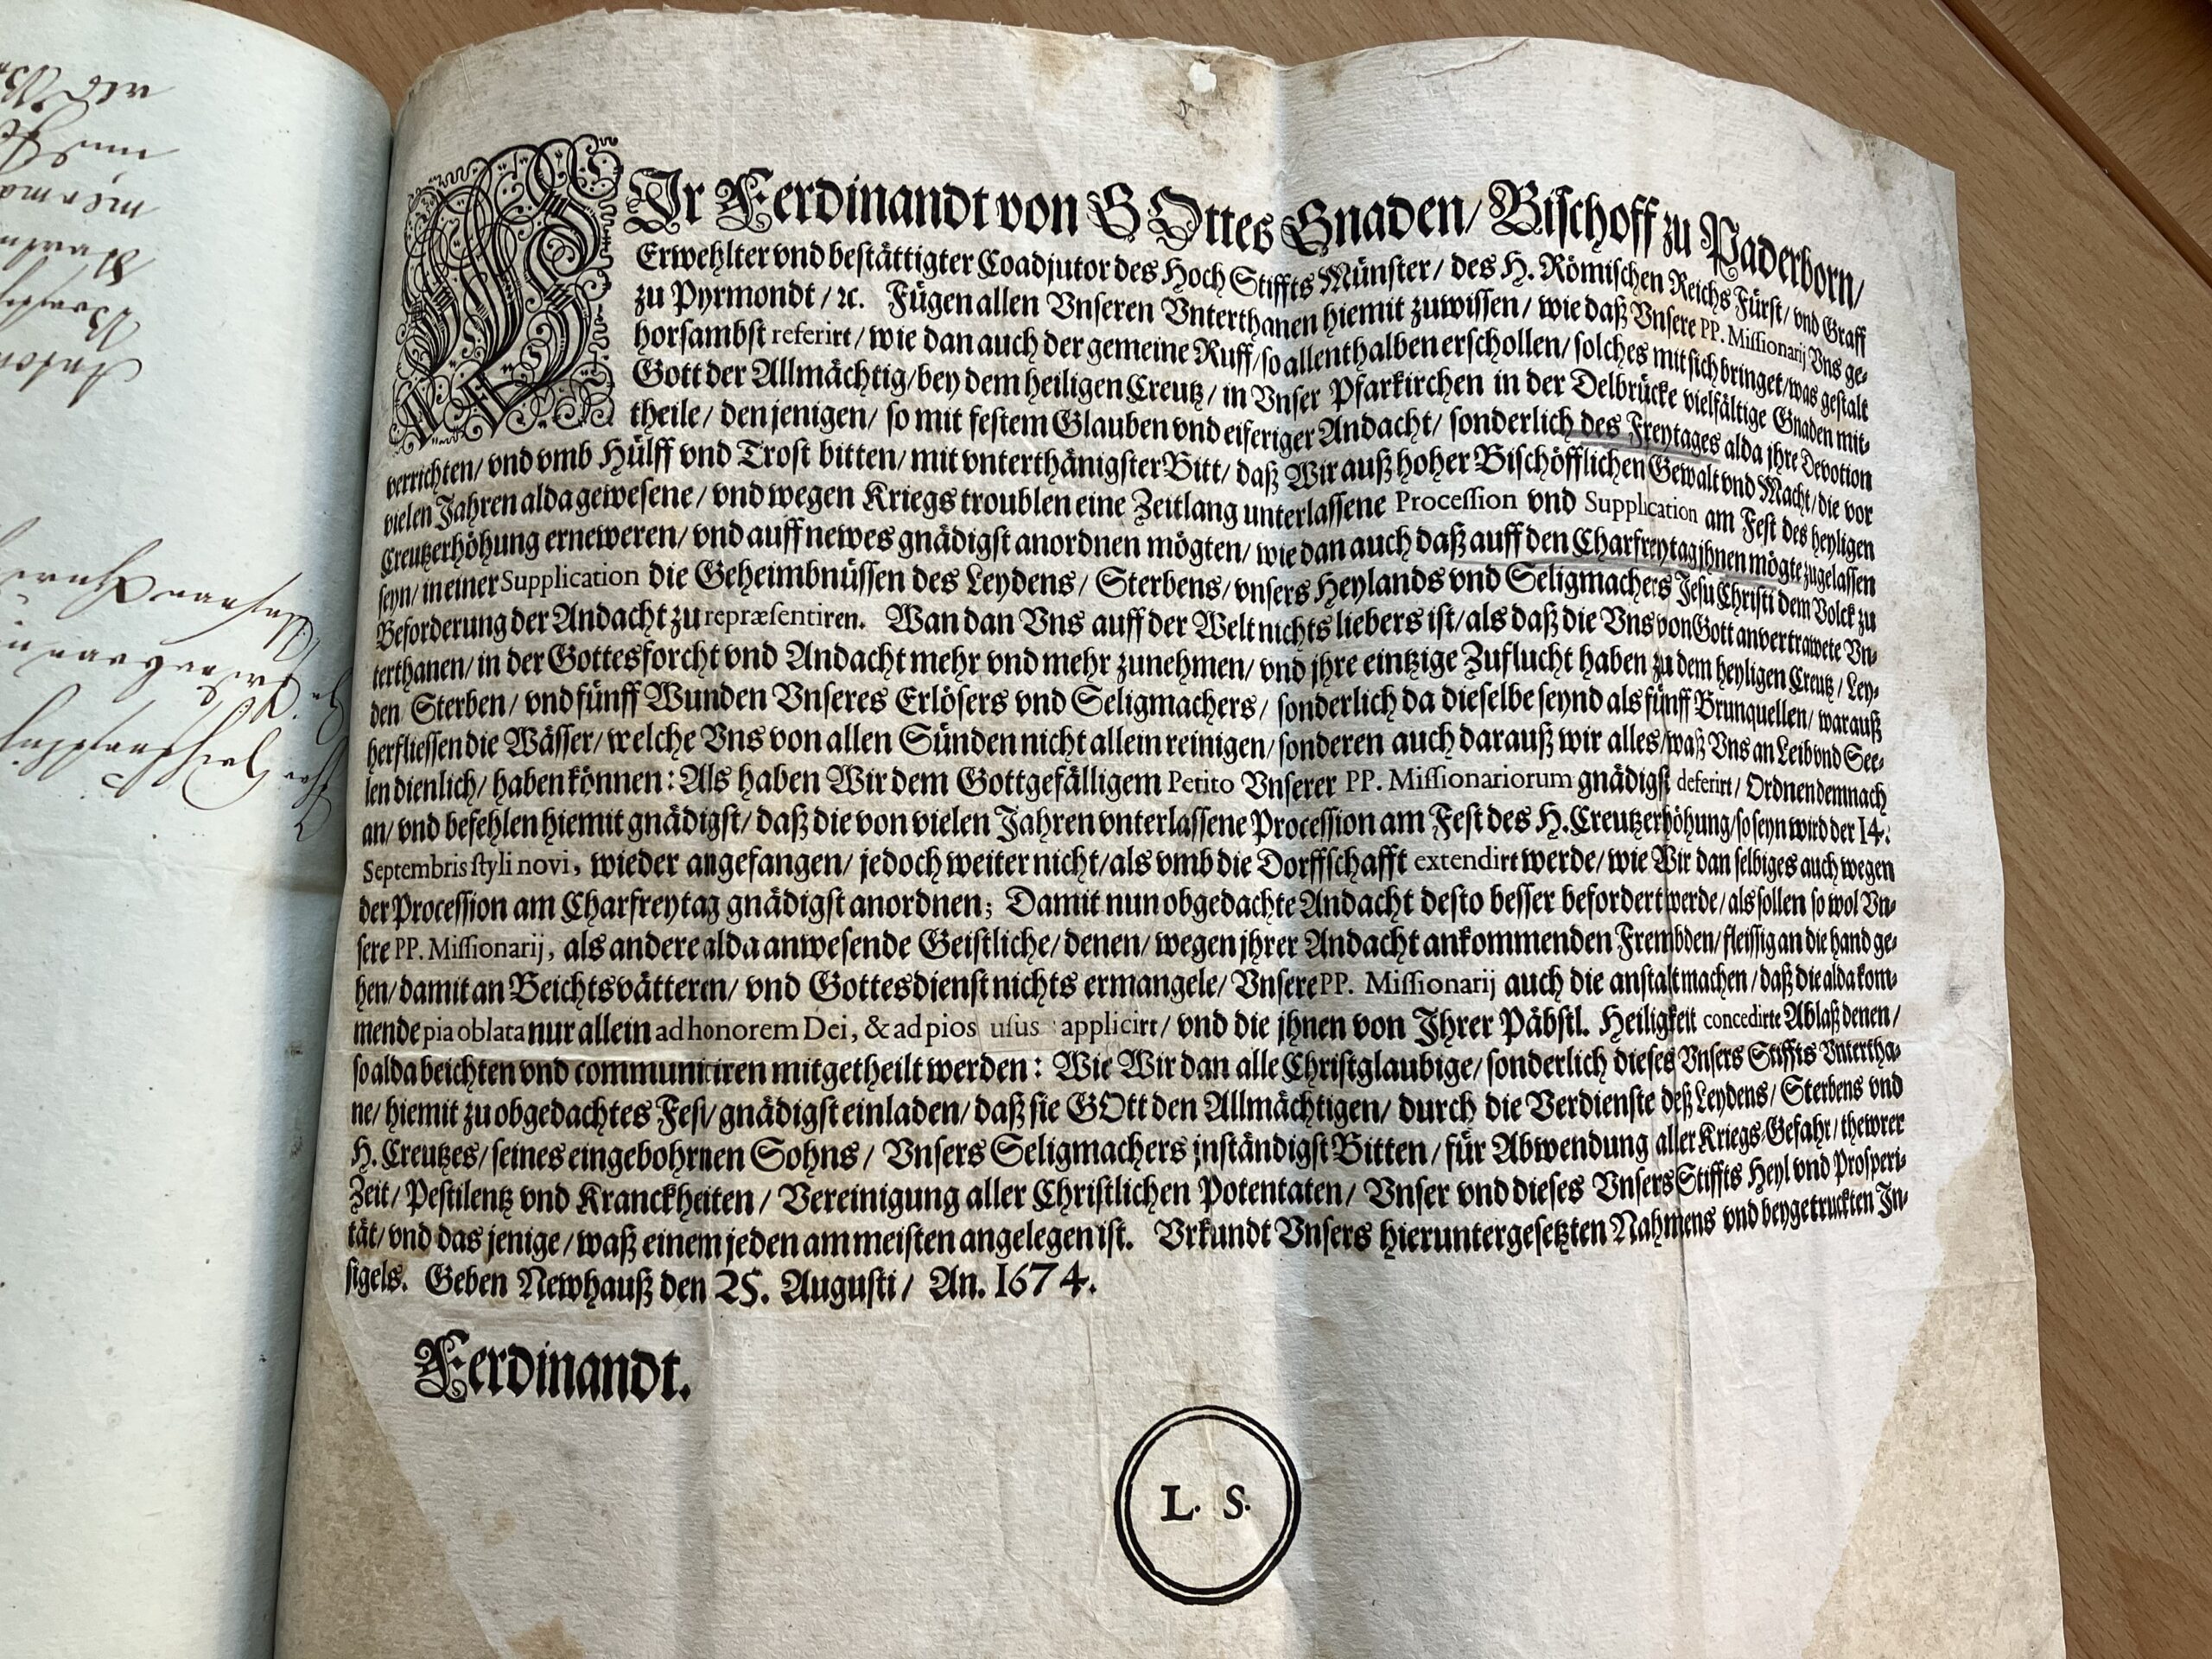 WIr Ferdinandt von GOttes Gnaden/ Bischoff zu Paderborn/
Erwehlter vnd bestättigter Coadjutor des Hoch Stiffts Münster/ des H. Römischen Reichs Fürst/ vnd Graff
zu Pyrmondt/ ꝛc. Fügen allen Vnseren Vnterthanen hiemit zuwissen/ wie daß Vnsere PP. Missionarij Vns ge-
horsambst referirt/ wie dan auch der gemeine Ruff/ so allenthalben erschollen/ solches mit sich bringet/ was gestalt
Gott der Allmächtig/ bey dem heiligen Creutz/ in Vnser Pfarkirchen in der Delbrücke vielfältige Gnaden mit-
theile/ denjenigen/ so mit festem Glauben vnd eiferiger Andacht/ sonderlich des Freytages alda jhre Devotion
verrichten/ vnd vmb Hülff vnd Trost bitten/ mit vnterthänigster Bitt/ daß Wir auß hoher Bischöfflichen Gewalt vnd Macht/ die vor
vielen Jahren alda gewesene/ vnd wegen Kriegs troublen eine Zeitlang unterlassene Procession vnd Supplication am Fest des heyligen
Creutzerhöhung erneweren/ vnd auff newes gnädigst anordnen mögten/ wie dan auch daß auff den Charfreytag jhnen mögte zugelassen
seyn/ in einer Supplication die Geheimbnüssen des Leydens/ Sterbens/ vnsers Heylands vnd Seligmachers Jesu Christi dem Volck zu
Beforderung der Andacht zu repræsentiren. Wan dan Vns auff der Welt nichts liebers ist/ als daß die Vns von Gott anvertrawete Vn-
terthanen/ in der Gottesforcht vnd Andacht mehr vnd mehr zunehmen/ vnd jhre eintzige Zuflucht haben zu dem heyligen Creutz/ Ley-
den Sterben/ vnd fünff Wunden Vnseres Erlösers vnd Seligmachers/ sonderlich da dieselbe seynd als fünff Brunquellen/ warauß
herfliessen die Wässer/ welche Vns von allen Sünden nicht allein reinigen/ sonderen auch darauß wir alles/ waß Vns an Leib vnd See-
len dienlich/ haben können: Als haben Wir dem Gottgefälligem Petito Vnserer PP. Missionariorum gnädigst deferirt/ Ordnen demnach
an/ vnd befehlen hiemit gnädigst/ daß die von vielen Jahren vnterlassene Procession am Fest des H. Creutzerhöhung/ so seyn wird der 14.
Septembris styli novi, wieder angefangen/ jedoch weiter nicht/ als vmb die Dorffschafft extendirt werde/ wie Wir dan selbiges auch wegen
der Procession am Charfreytag gnädigst anordnen; Damit nun obgedachte Andacht desto besser befordert werde/ als sollen so wol Vn-
sere PP. Missionarij, als andere alda anwesende Geistliche/ denen/ wegen jhrer Andacht ankommenden Frembden/ fleissig an die hand ge-
hen/ damit an Beichtsvätteren/ vnd Gottesdienst nichts ermangele/ Vnsere PP. Missionarij auch die anstalt machen/ daß die alda kom-
mende pia oblata nur allein ad honorem Dei, & ad pios usus applicirt/ vnd die jhnen von Jhrer Päbstl. Heiligkeit concedirte Ablaß denen/
so alda beichten vnd communiciren mitgetheilt werden: Wie Wir dan alle Christglaubige/ sonderlich dieses Vnsers Stiffts Vntertha-
ne/ hiemit zu obgedachtes Fest/ gnädigst einladen/ daß sie GOtt den Allmächtigen/ durch die Verdienste deß Leydens/ Sterbens vnd
H. Creutzes/ seines eingebohrnen Sohns/ Vnsers Seligmachers jnständigst Bitten/ für Abwendung aller Kriegs-Gefahr/ thewrer
Zeit/ Pestilentz vnd Kranckheiten/ Vereinigung aller Christlichen Potentaten/ Vnser vnd dieses Vnsers Stiffts Heyl vnd Prosperi-
tät/ vnd das jenige/ waß einem jeden am meisten angelegen ist. Vrkundt Vnsers hieruntergesetzten Nahmens vnd beygetruckten In-
sigels. Geben Newhauß den 25. Augusti/ An. 1674.
Ferdinandt.
L. S.